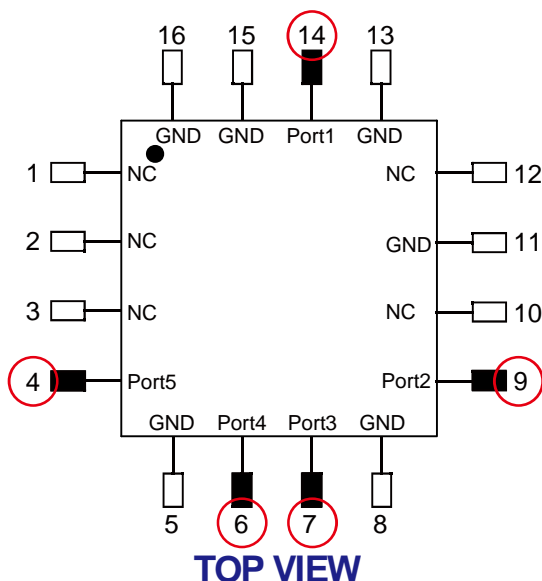 16 15 14 13
GND GND Port1 GND
1 NC NC 12
2 NC GND 11
3 NC NC 10
4 Port5 Port2 9
GND Port4 Port3 GND
5 6 7 8
TOP VIEW